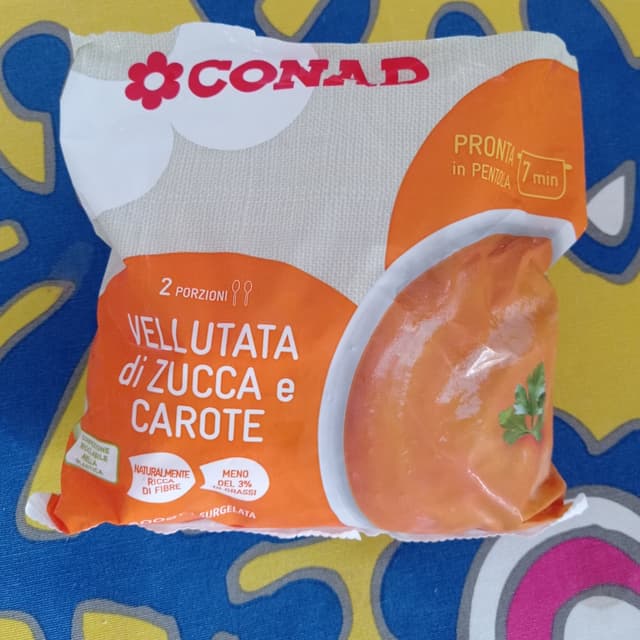 CONAD
PRONTA
in PENTOLA
7 min
2 PORZIONI
VELLUTATA
di ZUCCA e
CAROTE
NATURALMENTE
RICCA
DI FIBRE
MENO
DEL 3%
DI GRASSI
SURGELATA